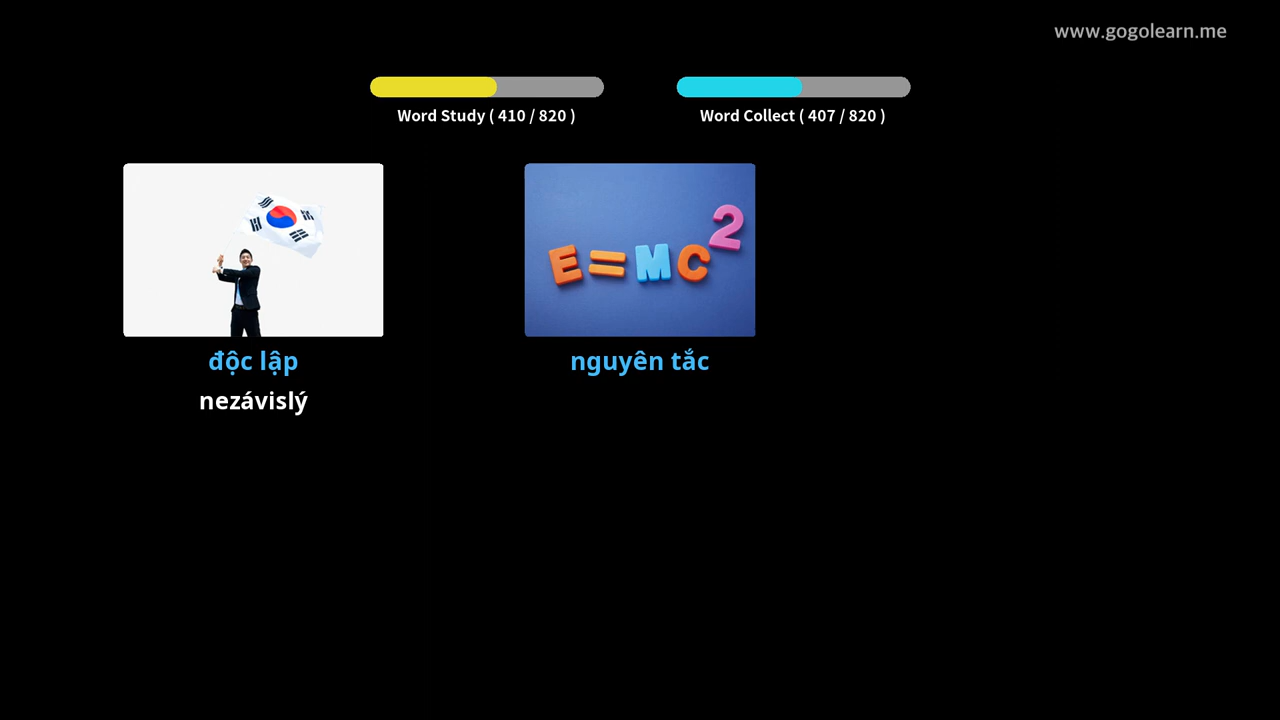 www.gogolearn.me
Word Study ( 410 / 820 )
Word Collect ( 407 / 820 )
E=MC2
độc lập
nguyên tắc
nezávislý